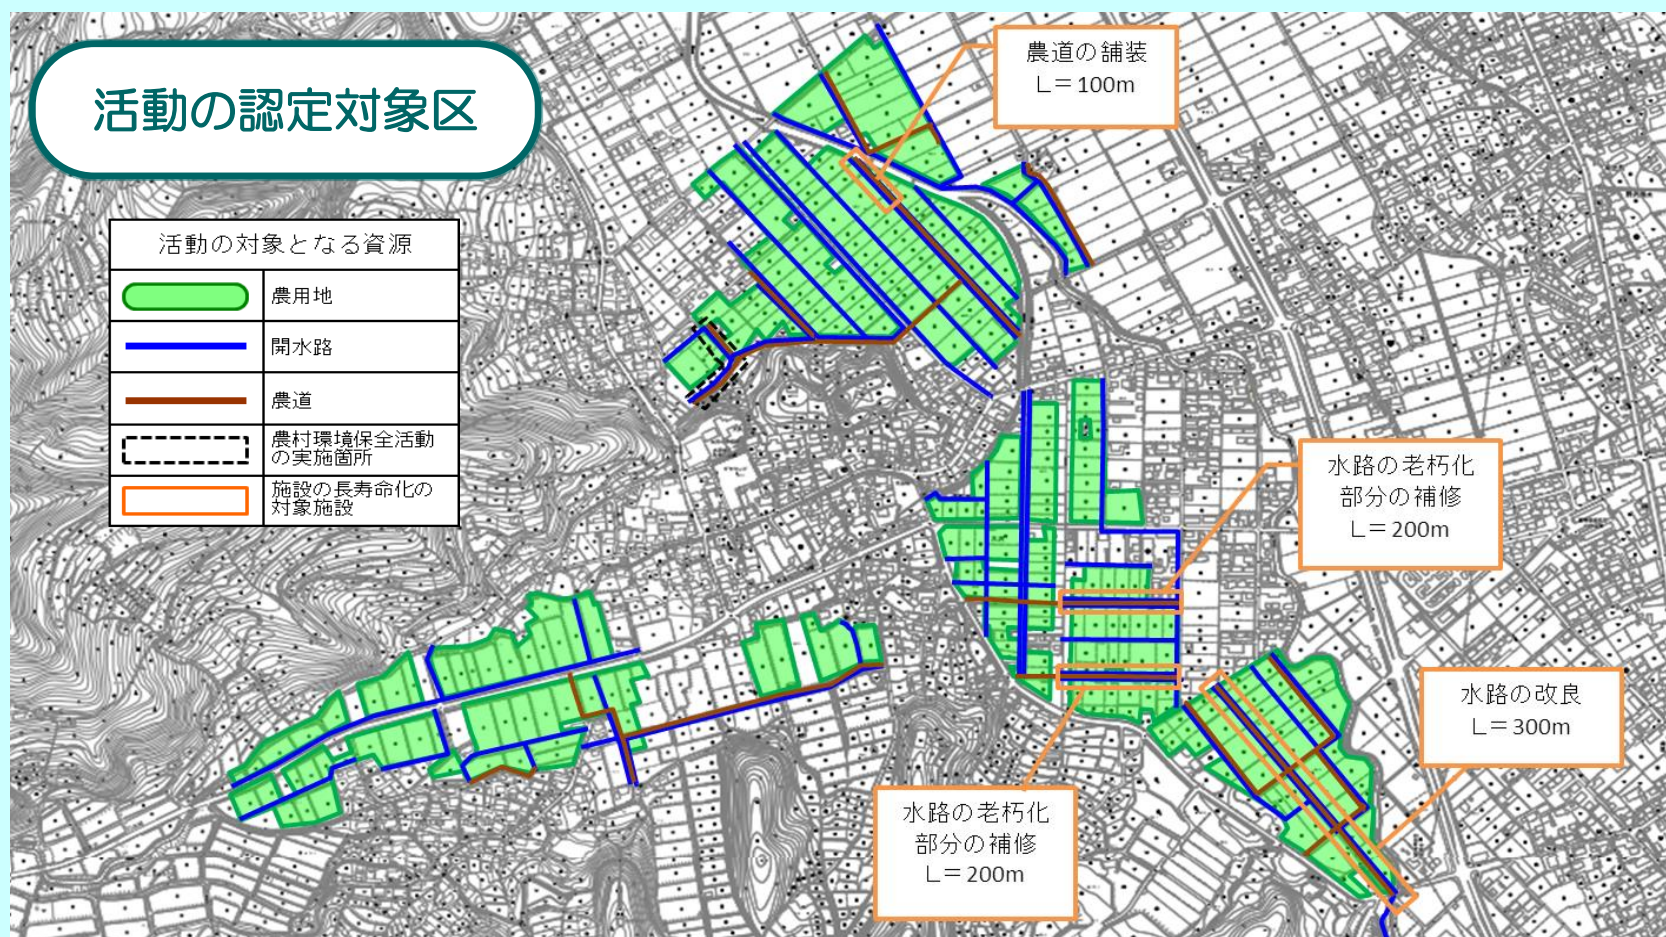 活動の認定対象区
活動の対象となる資源
農用地
開水路
農道
農村環境保全活動
の実施箇所
施設の長寿命化の
対象施設
農道の舗装
L＝100m
水路の老朽化
部分の補修
L＝200m
水路の改良
L＝300m
水路の老朽化
部分の補修
L＝200m